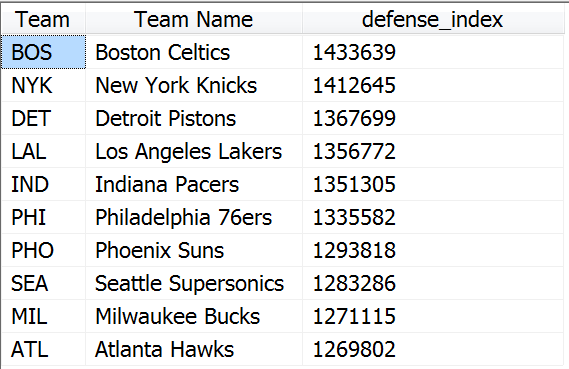 Team Team Name defense_index
BOS Boston Celtics 1433639
NYK New York Knicks 1412645
DET Detroit Pistons 1367699
LAL Los Angeles Lakers 1356772
IND Indiana Pacers 1351305
PHI Philadelphia 76ers 1335582
PHO Phoenix Suns 1293818
SEA Seattle Supersonics 1283286
MIL Milwaukee Bucks 1271115
ATL Atlanta Hawks 1269802